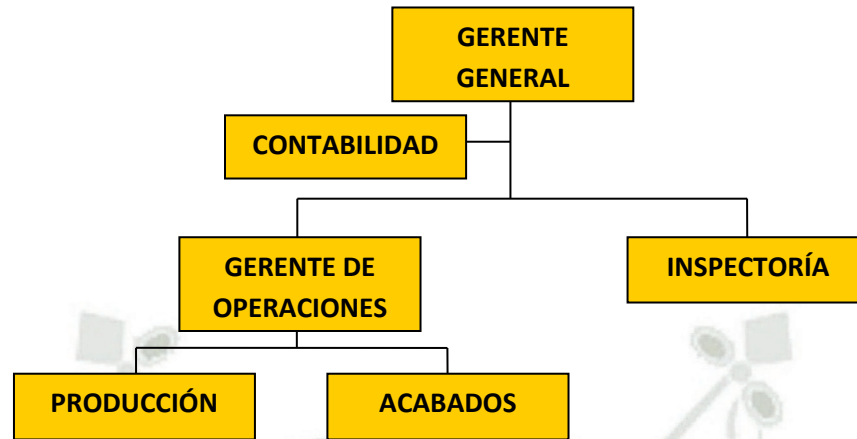 GERENTE
GENERAL
CONTABILIDAD
GERENTE DE
OPERACIONES
INSPECTORÍA
PRODUCCIÓN
ACABADOS